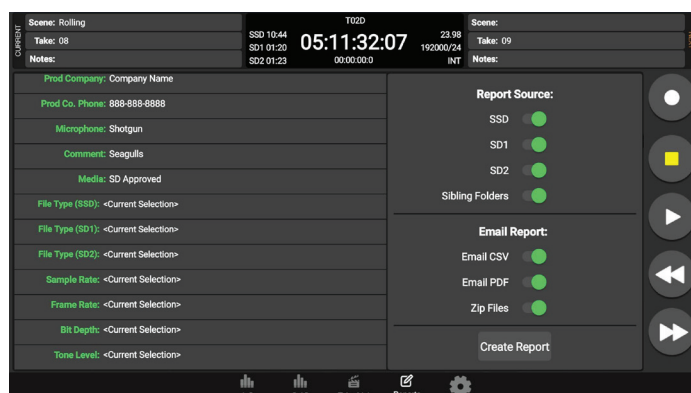 CURRENT
Scene: Rolling
Take: 08
Notes:
T02D
SSD 10:44
SD1 01:20
SD2 01:23
05:11:32:07
00:00:00:0
23.98
192000/24
INT
Scene:
Take: 09
Notes:
Prod Company: Company Name
Prod Co. Phone: 888-888-8888
Microphone: Shotgun
Comment: Seagulls
Media: SD Approved
File Type (SSD): <Current Selection>
File Type (SD1): <Current Selection>
File Type (SD2): <Current Selection>
Sample Rate: <Current Selection>
Frame Rate: <Current Selection>
Bit Depth: <Current Selection>
Tone Level: <Current Selection>
Report Source:
SSD
SD1
SD2
Sibling Folders
Email Report:
Email CSV
Email PDF
Zip Files
Create Report